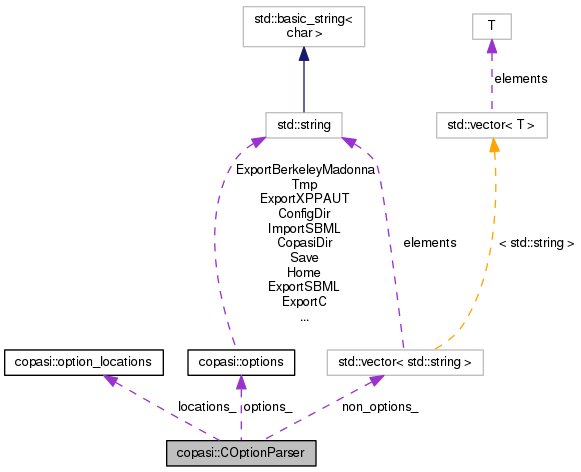 std::basic_string<
char >
T
elements
std::string
std::vector< T >
ExportBerkeleyMadonna
Tmp
ExportXPPAUT
ConfigDir
ImportSBML
CopasiDir
Save
Home
ExportSBML
ExportC
...
elements
< std::string >
copasi::option_locations
copasi::options
std::vector< std::string >
locations_
options_
non_options_
copasi::COptionParser